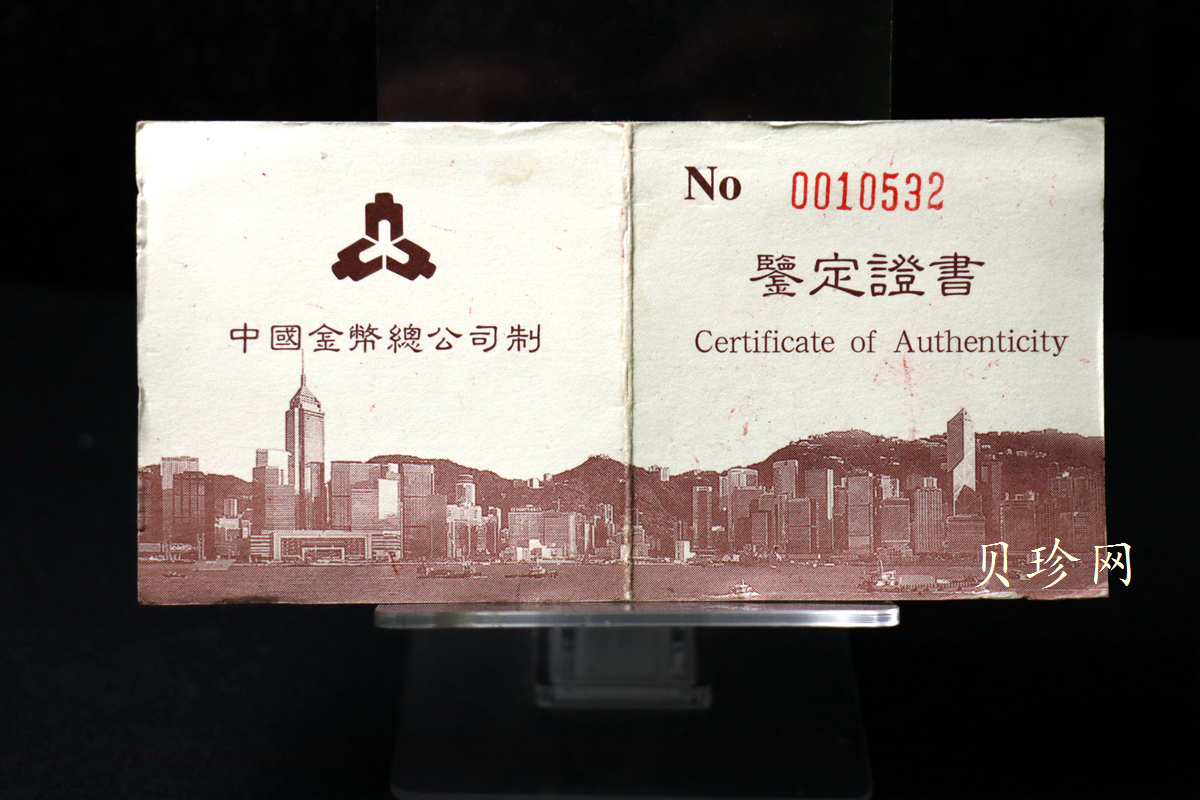 中國金幣總公司制
No 0010532
鑒定證書
Certificate of Authenticity
贝珍网